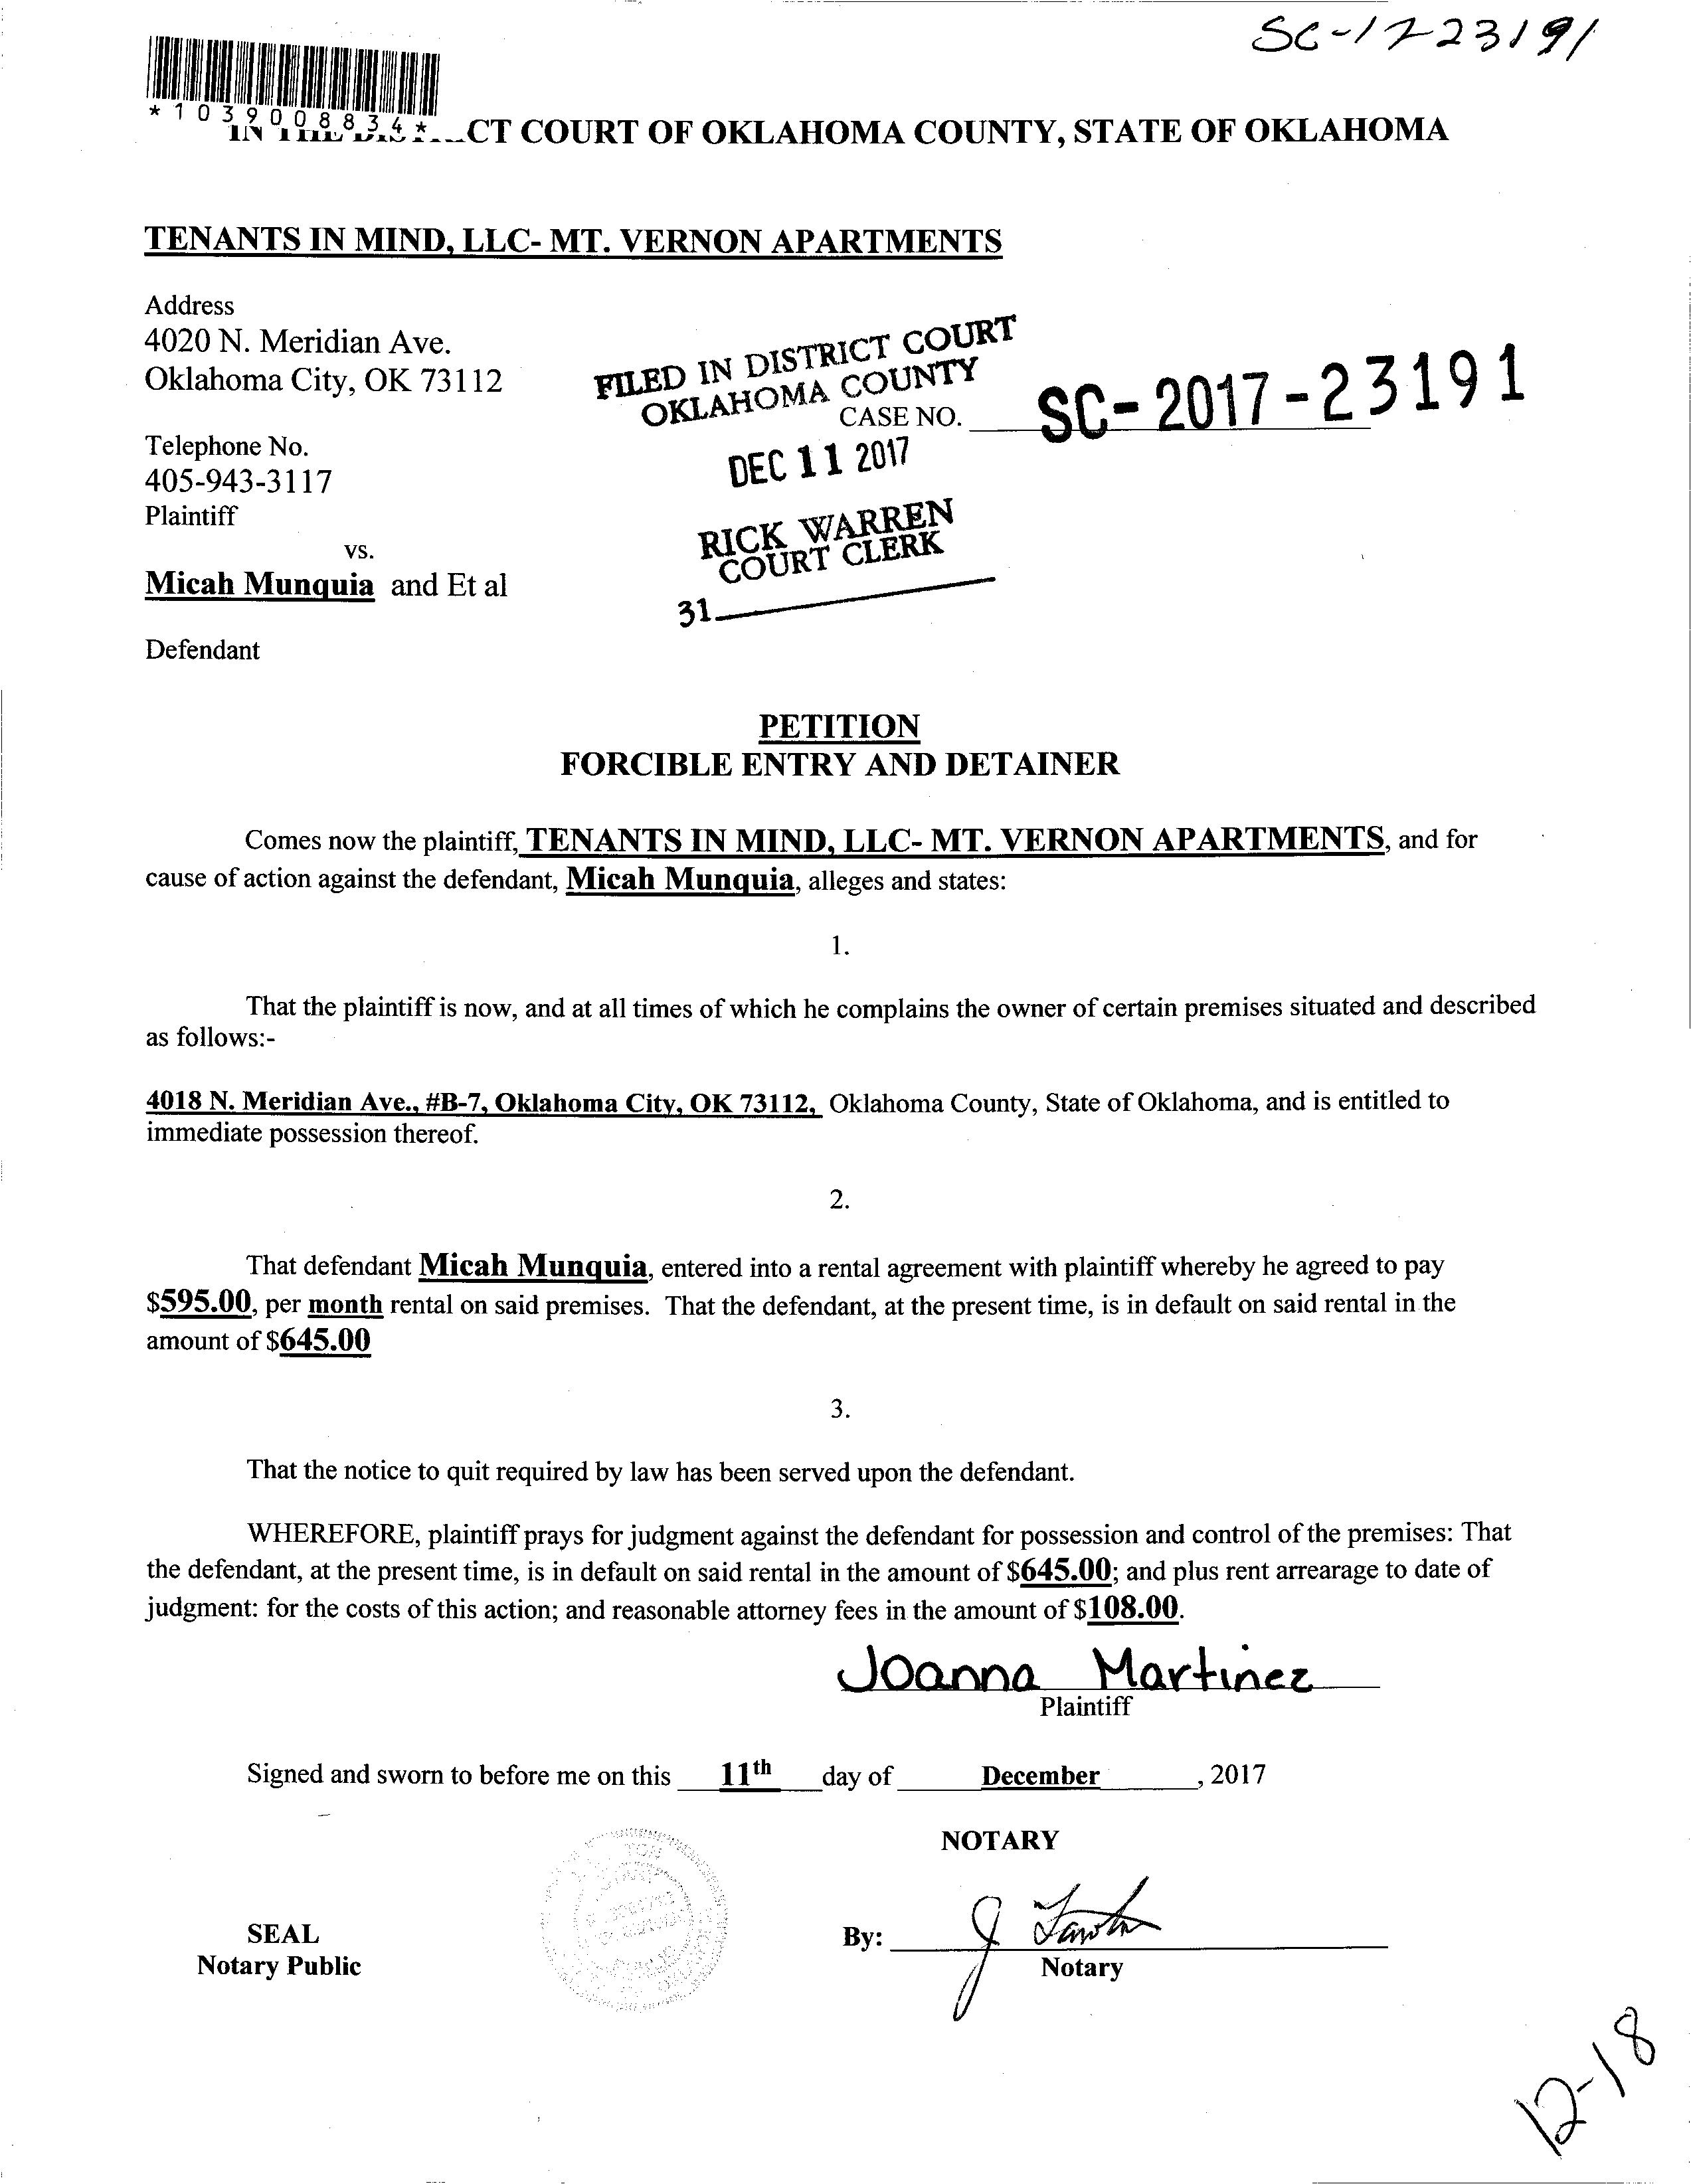 SC-17-23191
*1039008834*
CT COURT OF OKLAHOMA COUNTY, STATE OF OKLAHOMA
TENANTS IN MIND, LLC- MT. VERNON APARTMENTS
Address
4020 N. Meridian Ave.
Oklahoma City, OK 73112
Telephone No.
405-943-3117
Plaintiff
vs.
Micah Munquia and Et al
Defendant
FILED IN DISTRICT COURT
OKLAHOMA COUNTY
CASE NO. SC-2017-23191
DEC 11 2017
RICK WARREN
COURT CLERK
31
PETITION
FORCIBLE ENTRY AND DETAINER
Comes now the plaintiff, TENANTS IN MIND, LLC- MT. VERNON APARTMENTS, and for
cause of action against the defendant, Micah Munquia, alleges and states:
1.
That the plaintiff is now, and at all times of which he complains the owner of certain premises situated and described
as follows:-
4018 N. Meridian Ave., #B-7, Oklahoma City, OK 73112, Oklahoma County, State of Oklahoma, and is entitled to
immediate possession thereof.
2.
That defendant Micah Munquia, entered into a rental agreement with plaintiff whereby he agreed to pay
$595.00, per month rental on said premises. That the defendant, at the present time, is in default on said rental in the
amount of $645.00
3.
That the notice to quit required by law has been served upon the defendant.
WHEREFORE, plaintiff prays for judgment against the defendant for possession and control of the premises: That
the defendant, at the present time, is in default on said rental in the amount of $645.00; and plus rent arrearage to date of
judgment: for the costs of this action; and reasonable attorney fees in the amount of $108.00.
Joanna Martinez
Plaintiff
Signed and sworn to before me on this 11th day of December, 2017
NOTARY
SEAL
Notary Public
By:
Notary
12-18